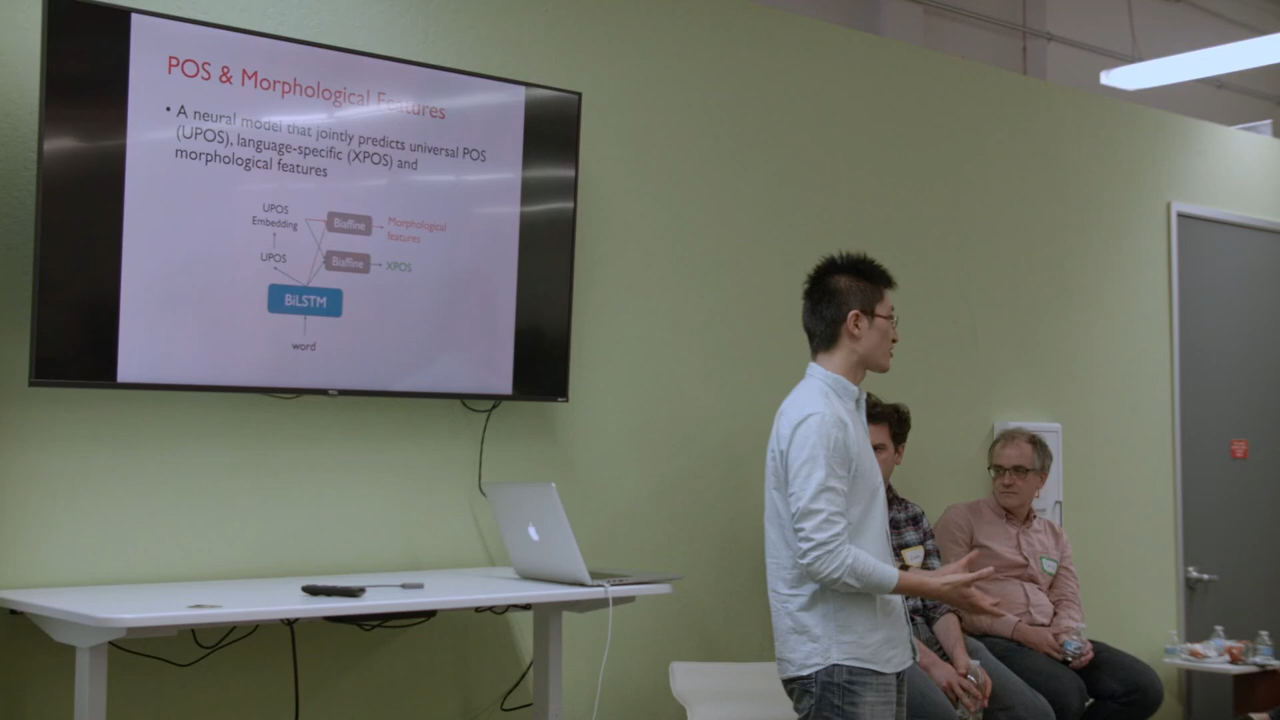 POS & Morphological Features
• A neural model that jointly predicts universal POS
(UPOS), language-specific (XPOS) and
morphological features
UPOS
Embedding
Biaffine
Morphological
features
UPOS
Biaffine
XPOS
BiLSTM
word